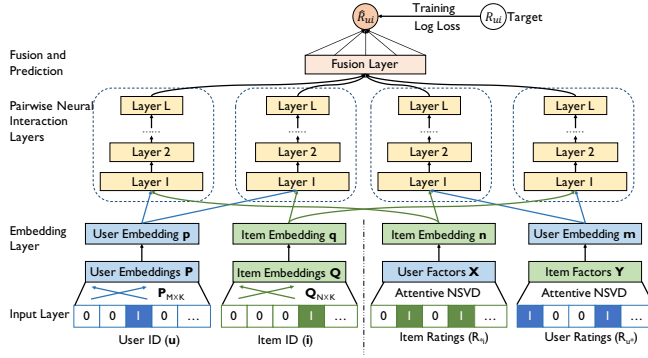 R̂ui
Training
Log Loss
Rui
Target
Fusion and
Prediction
Fusion Layer
Pairwise Neural
Interaction
Layers
Layer L Layer L Layer L Layer L
...... ...... ...... ......
Layer 2 Layer 2 Layer 2 Layer 2
Layer 1 Layer 1 Layer 1 Layer 1
Embedding
Layer
User Embedding p Item Embedding q Item Embedding n User Embedding m
User Embeddings P Item Embeddings Q User Factors X Item Factors Y
PM×K QN×K Attentive NSVD Attentive NSVD
Input Layer
0 0 1 0 ... 0 0 0 1 ... 0 1 0 1 ... 1 0 0 1 ...
User ID (u) Item ID (i) Item Ratings (R*i) User Ratings (Ru*)